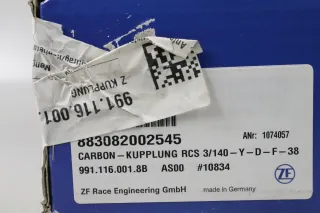 Z KUPPLUNG
991.116.001.
ANr: 1074057
883082002545
CARBON-KUPPLUNG RCS 3/140-Y-D-F-38
991.116.001.8B AS00 #10834
ZF Race Engineering GmbH
made in Germany
ZF